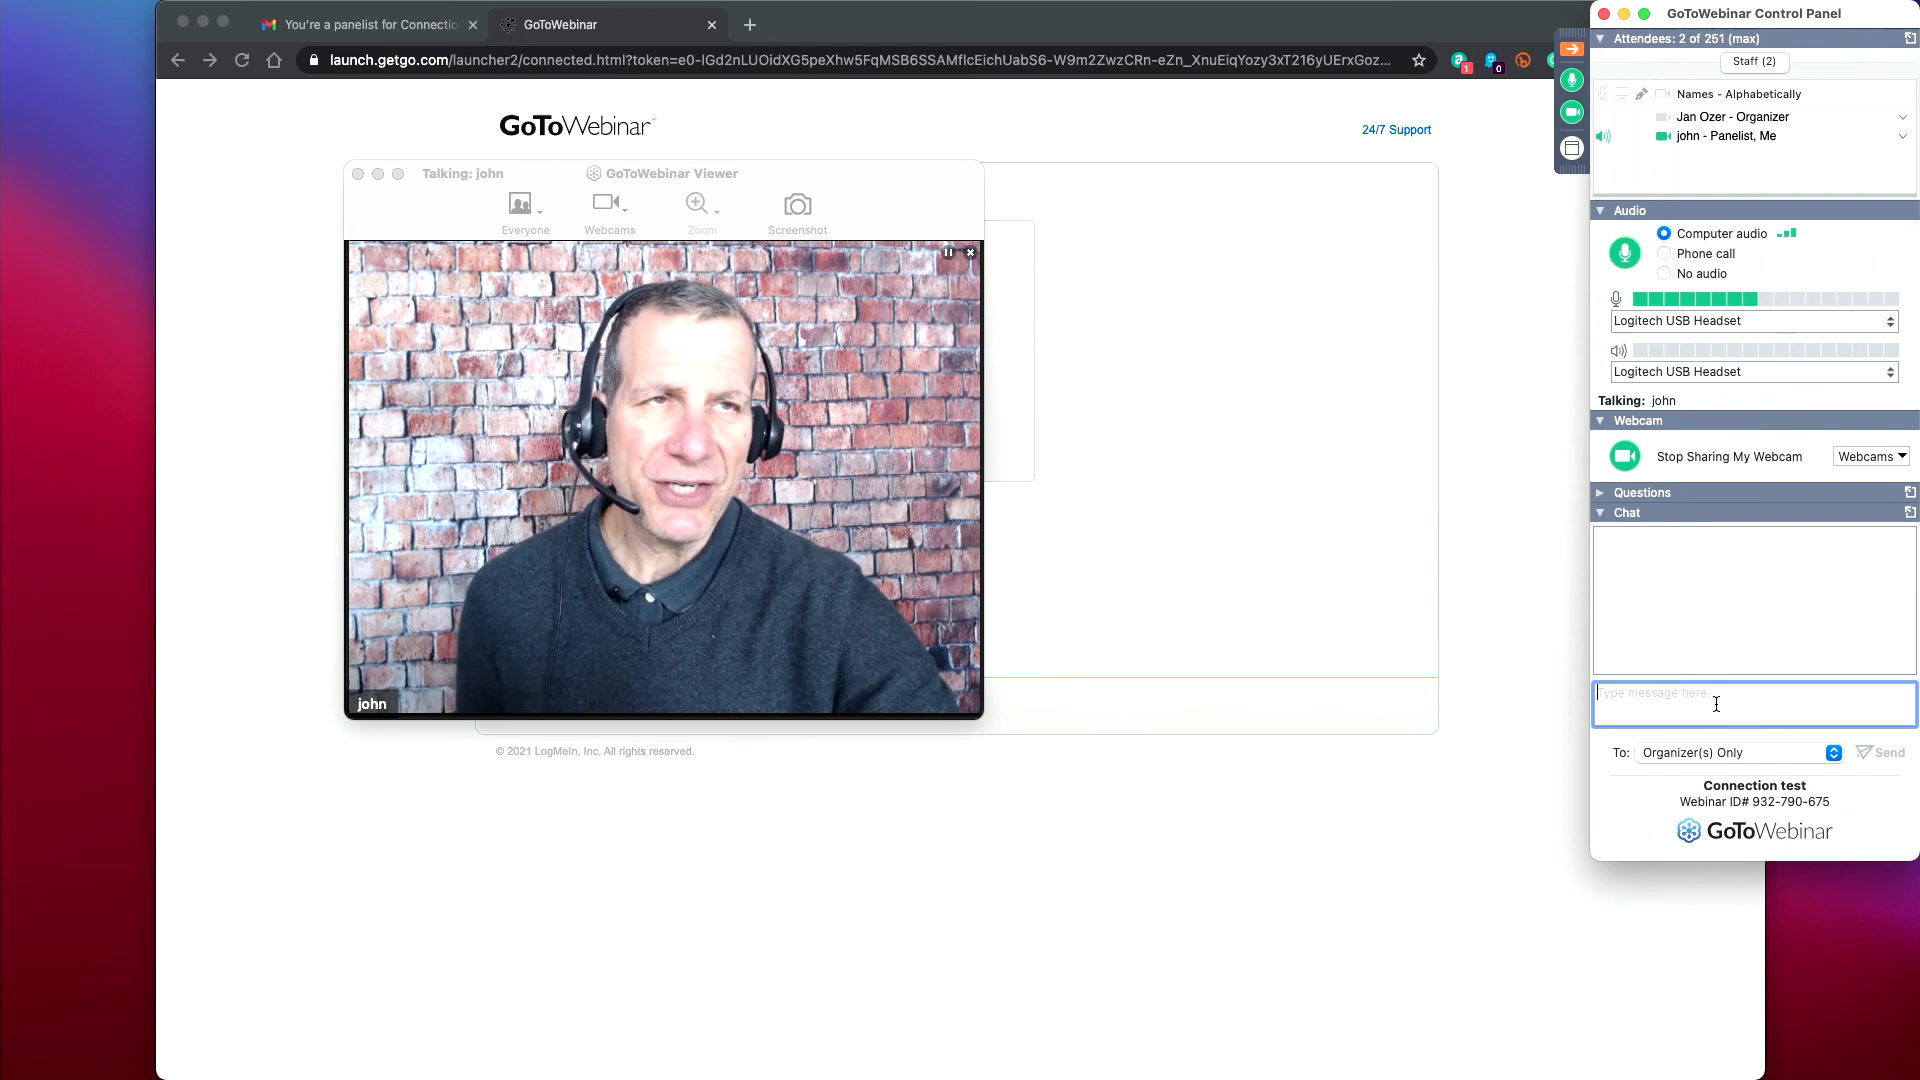 You're a panelist for Connectio
GoToWebinar
launch.getgo.com/launcher2/connected.html?token=e0-IGd2nLUOidXG5peXhw5FqMSB6SSAMflcEichUabS6-W9m2ZwzCRn-eZn_XnuEiqYozy3xT216yUErxGoz...
1
0
GoToWebinar
24/7 Support
Talking: john
GoToWebinar Viewer
Everyone
Webcams
Zoom
Screenshot
john
© 2021 LogMeIn, Inc. All rights reserved.
GoToWebinar Control Panel
Attendees: 2 of 251 (max)
Staff (2)
Names - Alphabetically
Jan Ozer - Organizer
john - Panelist, Me
Audio
Computer audio
Phone call
No audio
Logitech USB Headset
Logitech USB Headset
Talking: john
Webcam
Stop Sharing My Webcam
Webcams
Questions
Chat
Type message here
To: Organizer(s) Only
Send
Connection test
Webinar ID# 932-790-675
GoToWebinar